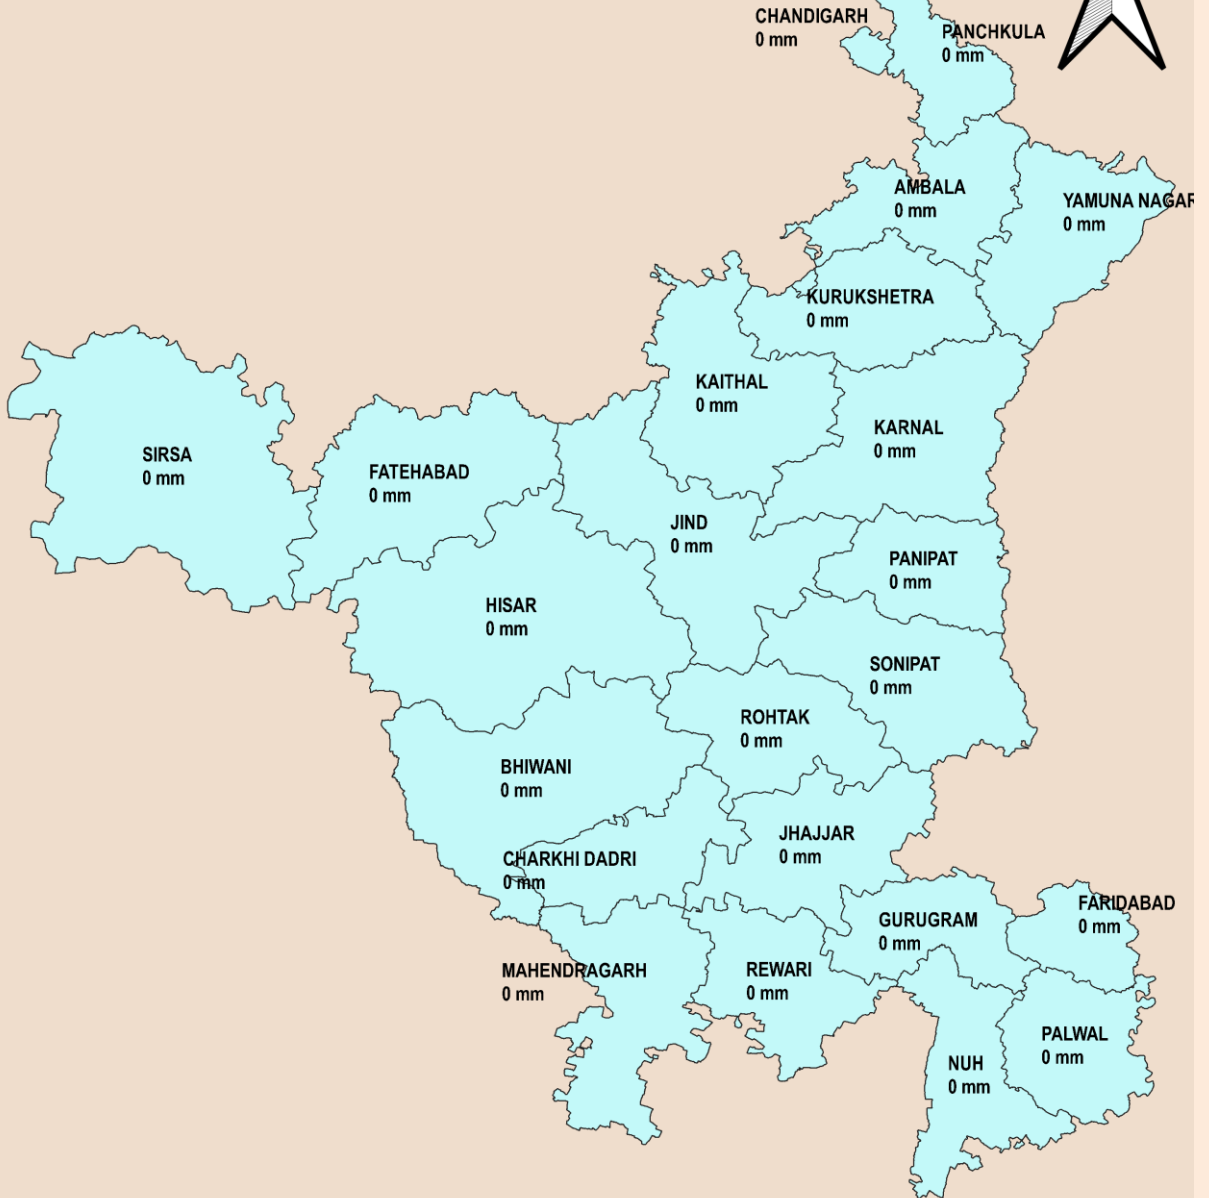 CHANDIGARH
0 mm
PANCHKULA
0 mm
AMBALA
0 mm
YAMUNA NAGAR
0 mm
KURUKSHETRA
0 mm
KAITHAL
0 mm
KARNAL
0 mm
SIRSA
0 mm
FATEHABAD
0 mm
JIND
0 mm
PANIPAT
0 mm
HISAR
0 mm
SONIPAT
0 mm
ROHTAK
0 mm
BHIWANI
0 mm
JHAJJAR
0 mm
CHARKHI DADRI
0 mm
FARIDABAD
0 mm
GURUGRAM
0 mm
MAHENDRAGARH
0 mm
REWARI
0 mm
PALWAL
0 mm
NUH
0 mm